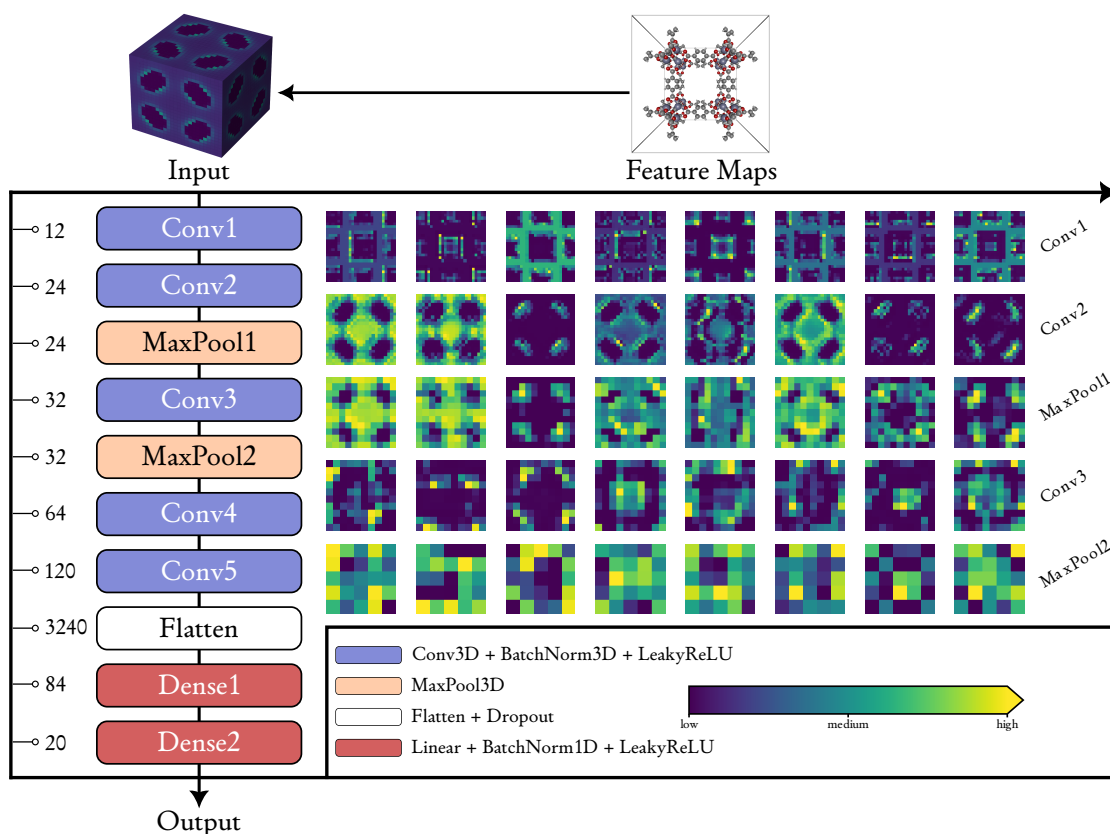 Input
Feature Maps
12
Conv1
24
Conv2
24
MaxPool1
32
Conv3
32
MaxPool2
64
Conv4
120
Conv5
3240
Flatten
84
Dense1
20
Dense2
Output
Conv1
Conv2
MaxPool1
Conv3
MaxPool2
Conv3D + BatchNorm3D + LeakyReLU
MaxPool3D
Flatten + Dropout
Linear + BatchNorm1D + LeakyReLU
low medium high